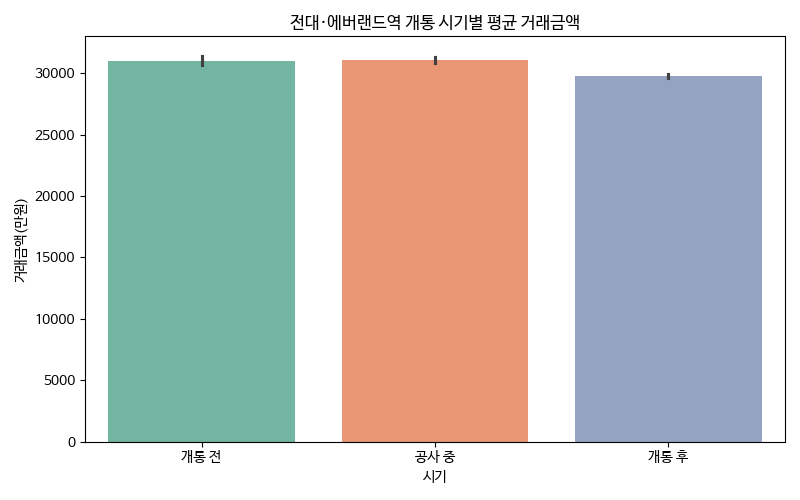 전대·에버랜드역 개통 시기별 평균 거래금액
거래금액(만원)
30000
25000
20000
15000
10000
5000
0
개통 전
공사 중
개통 후
시기